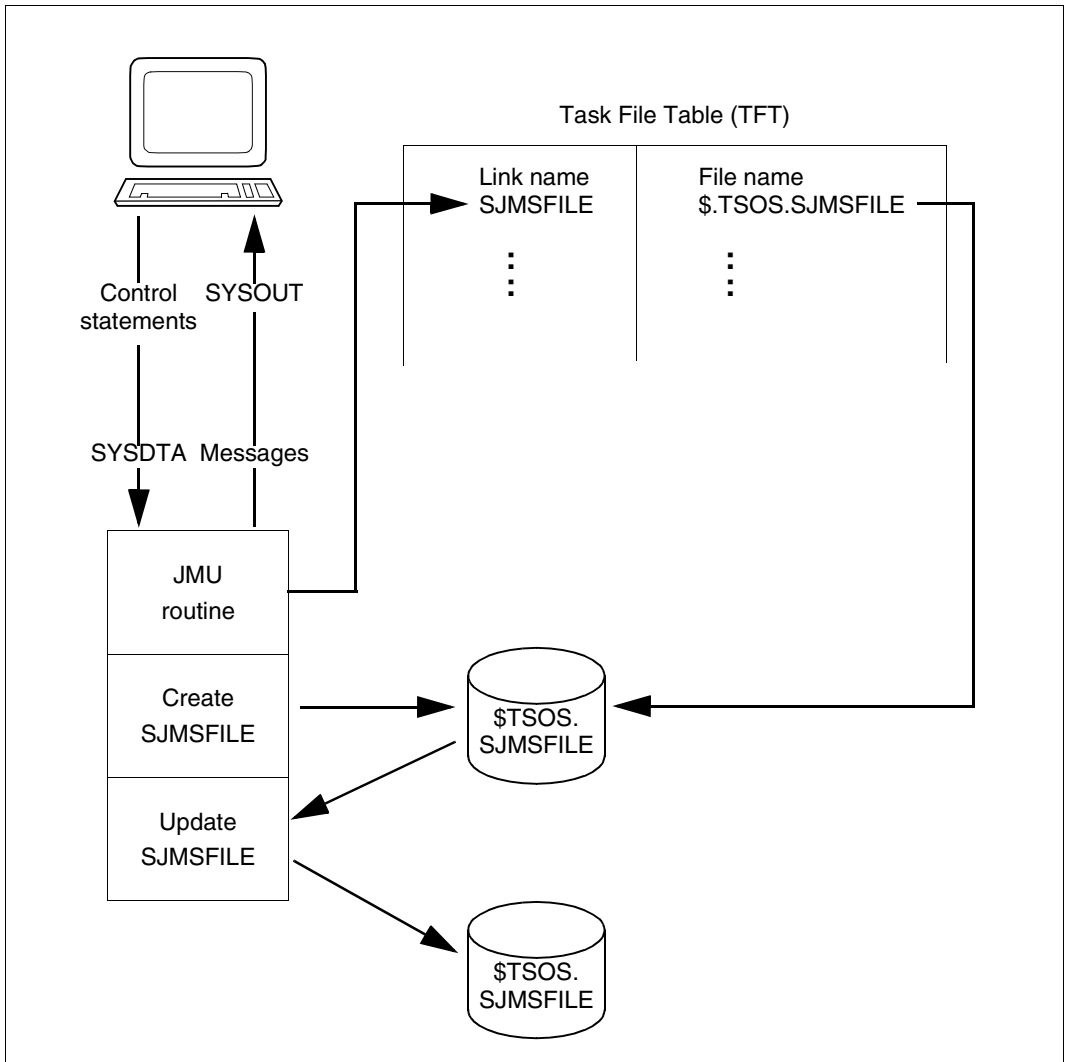 Task File Table (TFT)
Link name
SJMSFILE
File name
$.TSOS.SJMSFILE
Control
statements
SYSOUT
SYSDTA
Messages
JMU
routine
Create
SJMSFILE
$TSOS.
SJMSFILE
Update
SJMSFILE
$TSOS.
SJMSFILE